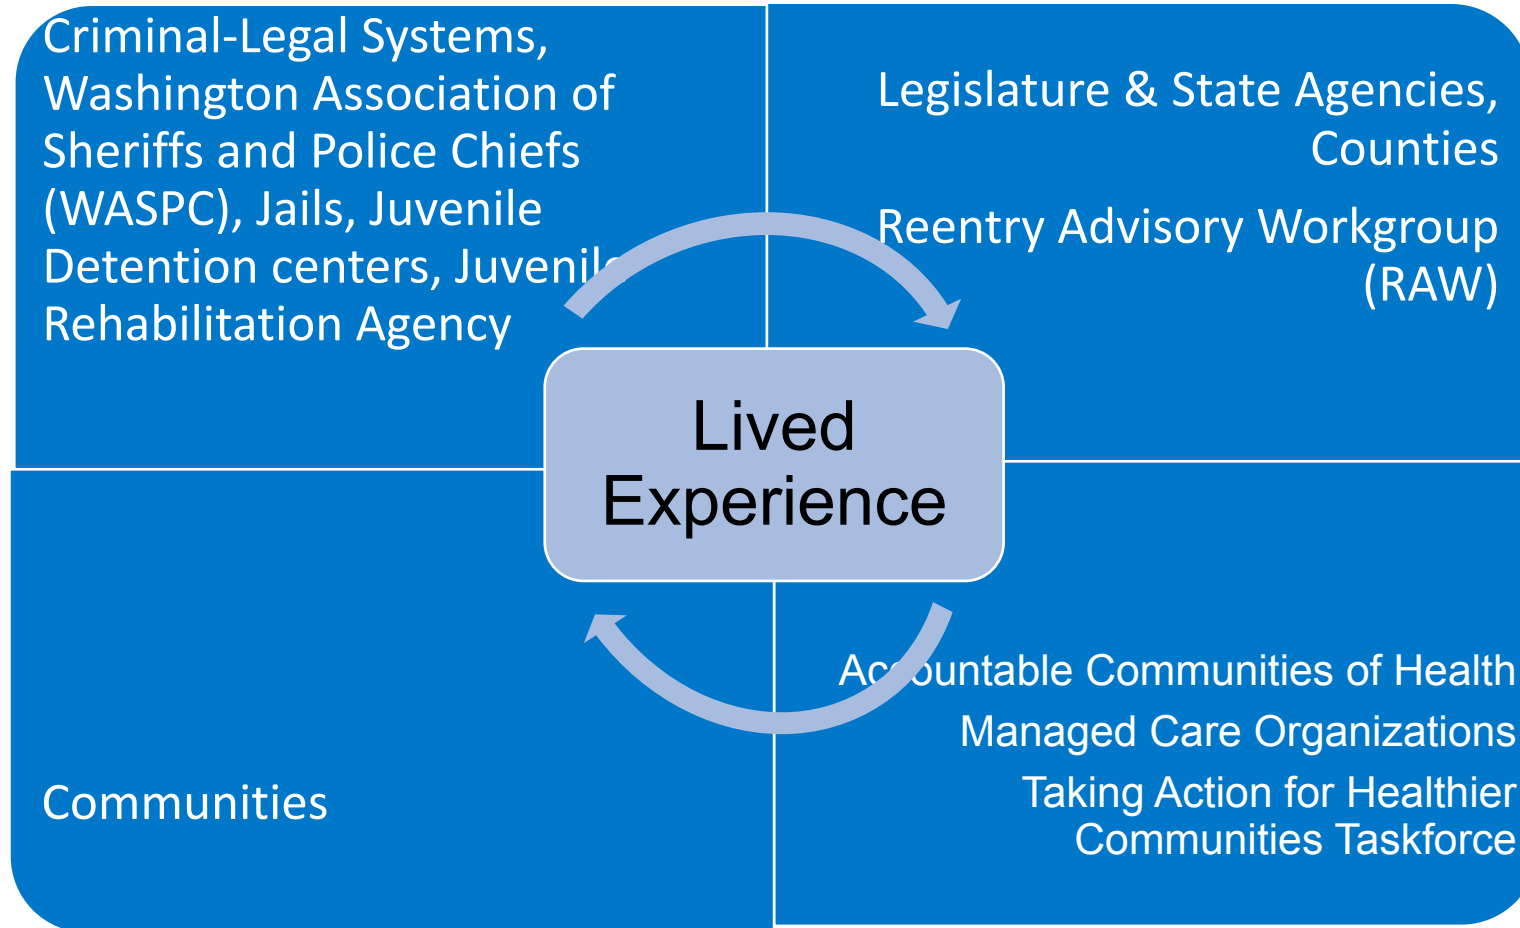 Criminal-Legal Systems,
Washington Association of
Sheriffs and Police Chiefs
(WASPC), Jails, Juvenile
Detention centers, Juvenile
Rehabilitation Agency
Legislature & State Agencies,
Counties
Reentry Advisory Workgroup
(RAW)
Lived
Experience
Communities
Accountable Communities of Health
Managed Care Organizations
Taking Action for Healthier
Communities Taskforce